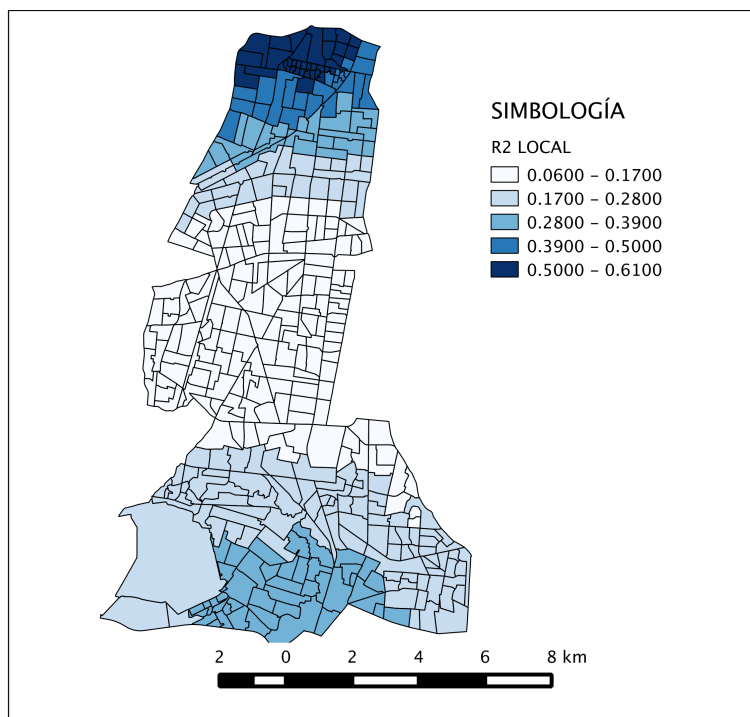 SIMBOLOGÍA
R2 LOCAL
0.0600 – 0.1700
0.1700 – 0.2800
0.2800 – 0.3900
0.3900 – 0.5000
0.5000 – 0.6100
2 0 2 4 6 8 km